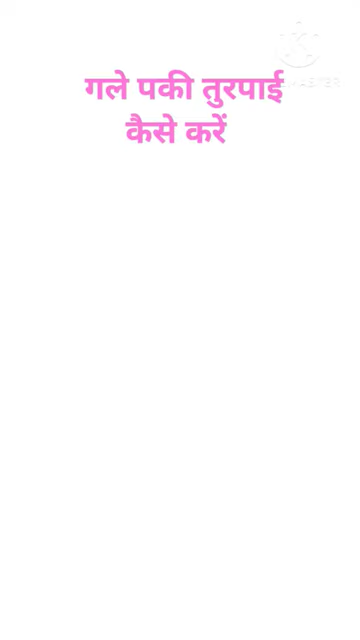 गले पकी तुरपाई
कैसे करें